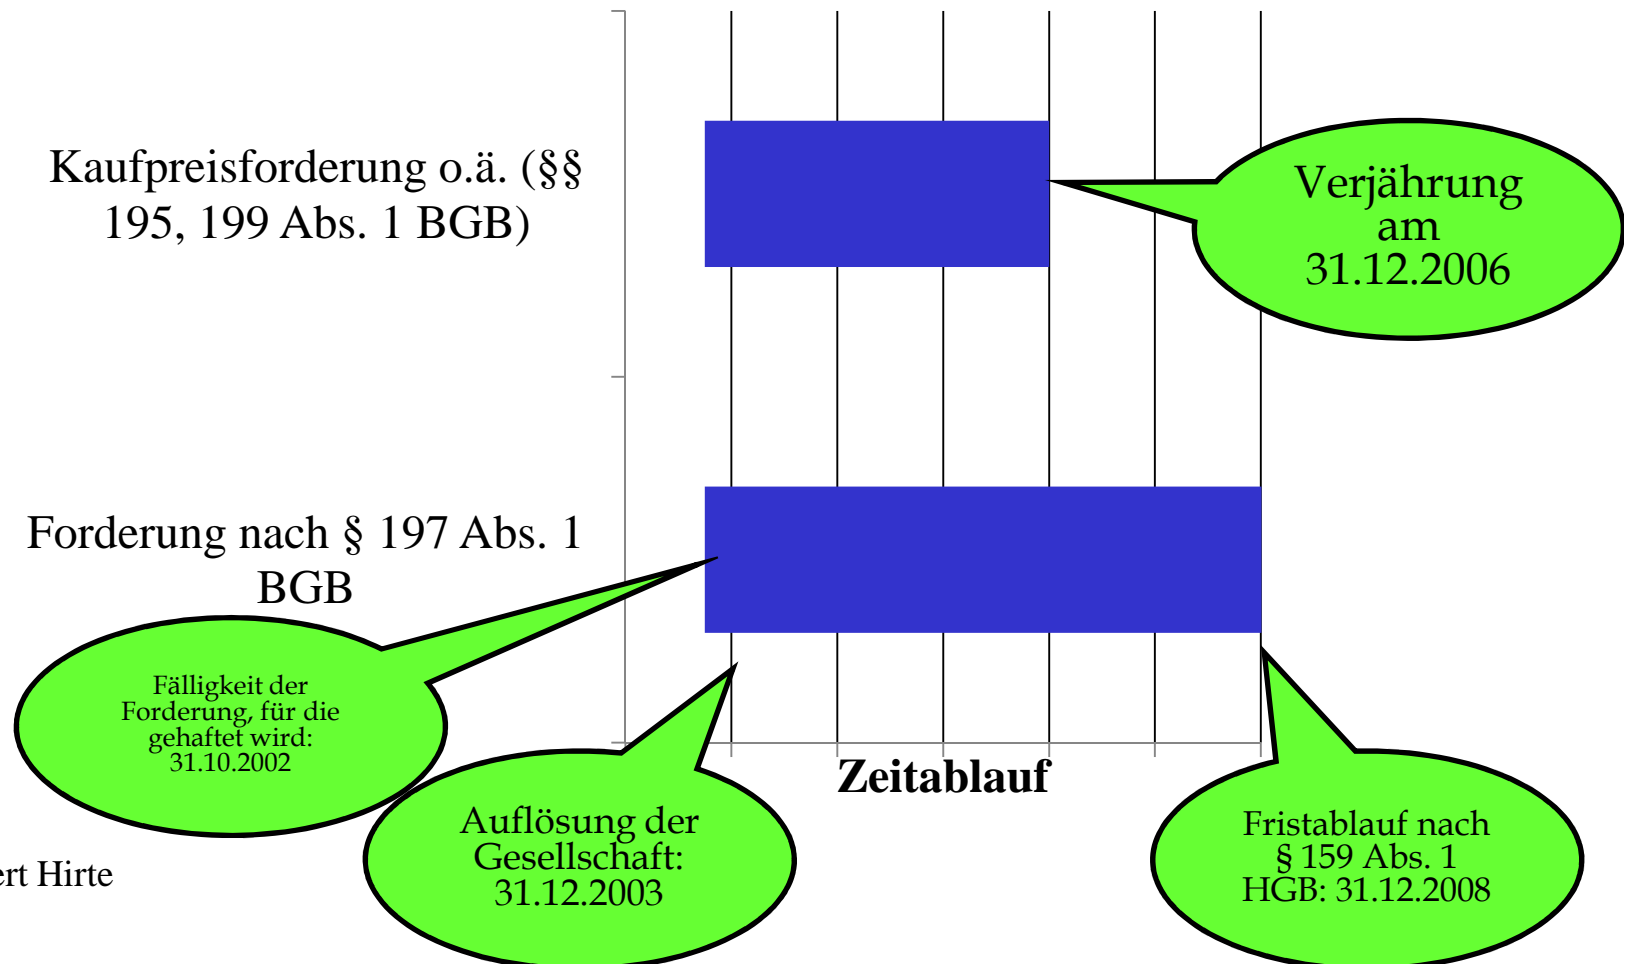 Kaufpreisforderung o.ä. (§§
195, 199 Abs. 1 BGB)
Verjährung
am
31.12.2006
Forderung nach § 197 Abs. 1
BGB
Fälligkeit der
Forderung, für die
gehaftet wird:
31.10.2002
Zeitablauf
Auflösung der
Gesellschaft:
31.12.2003
Fristablauf nach
§ 159 Abs. 1
HGB: 31.12.2008
ert Hirte